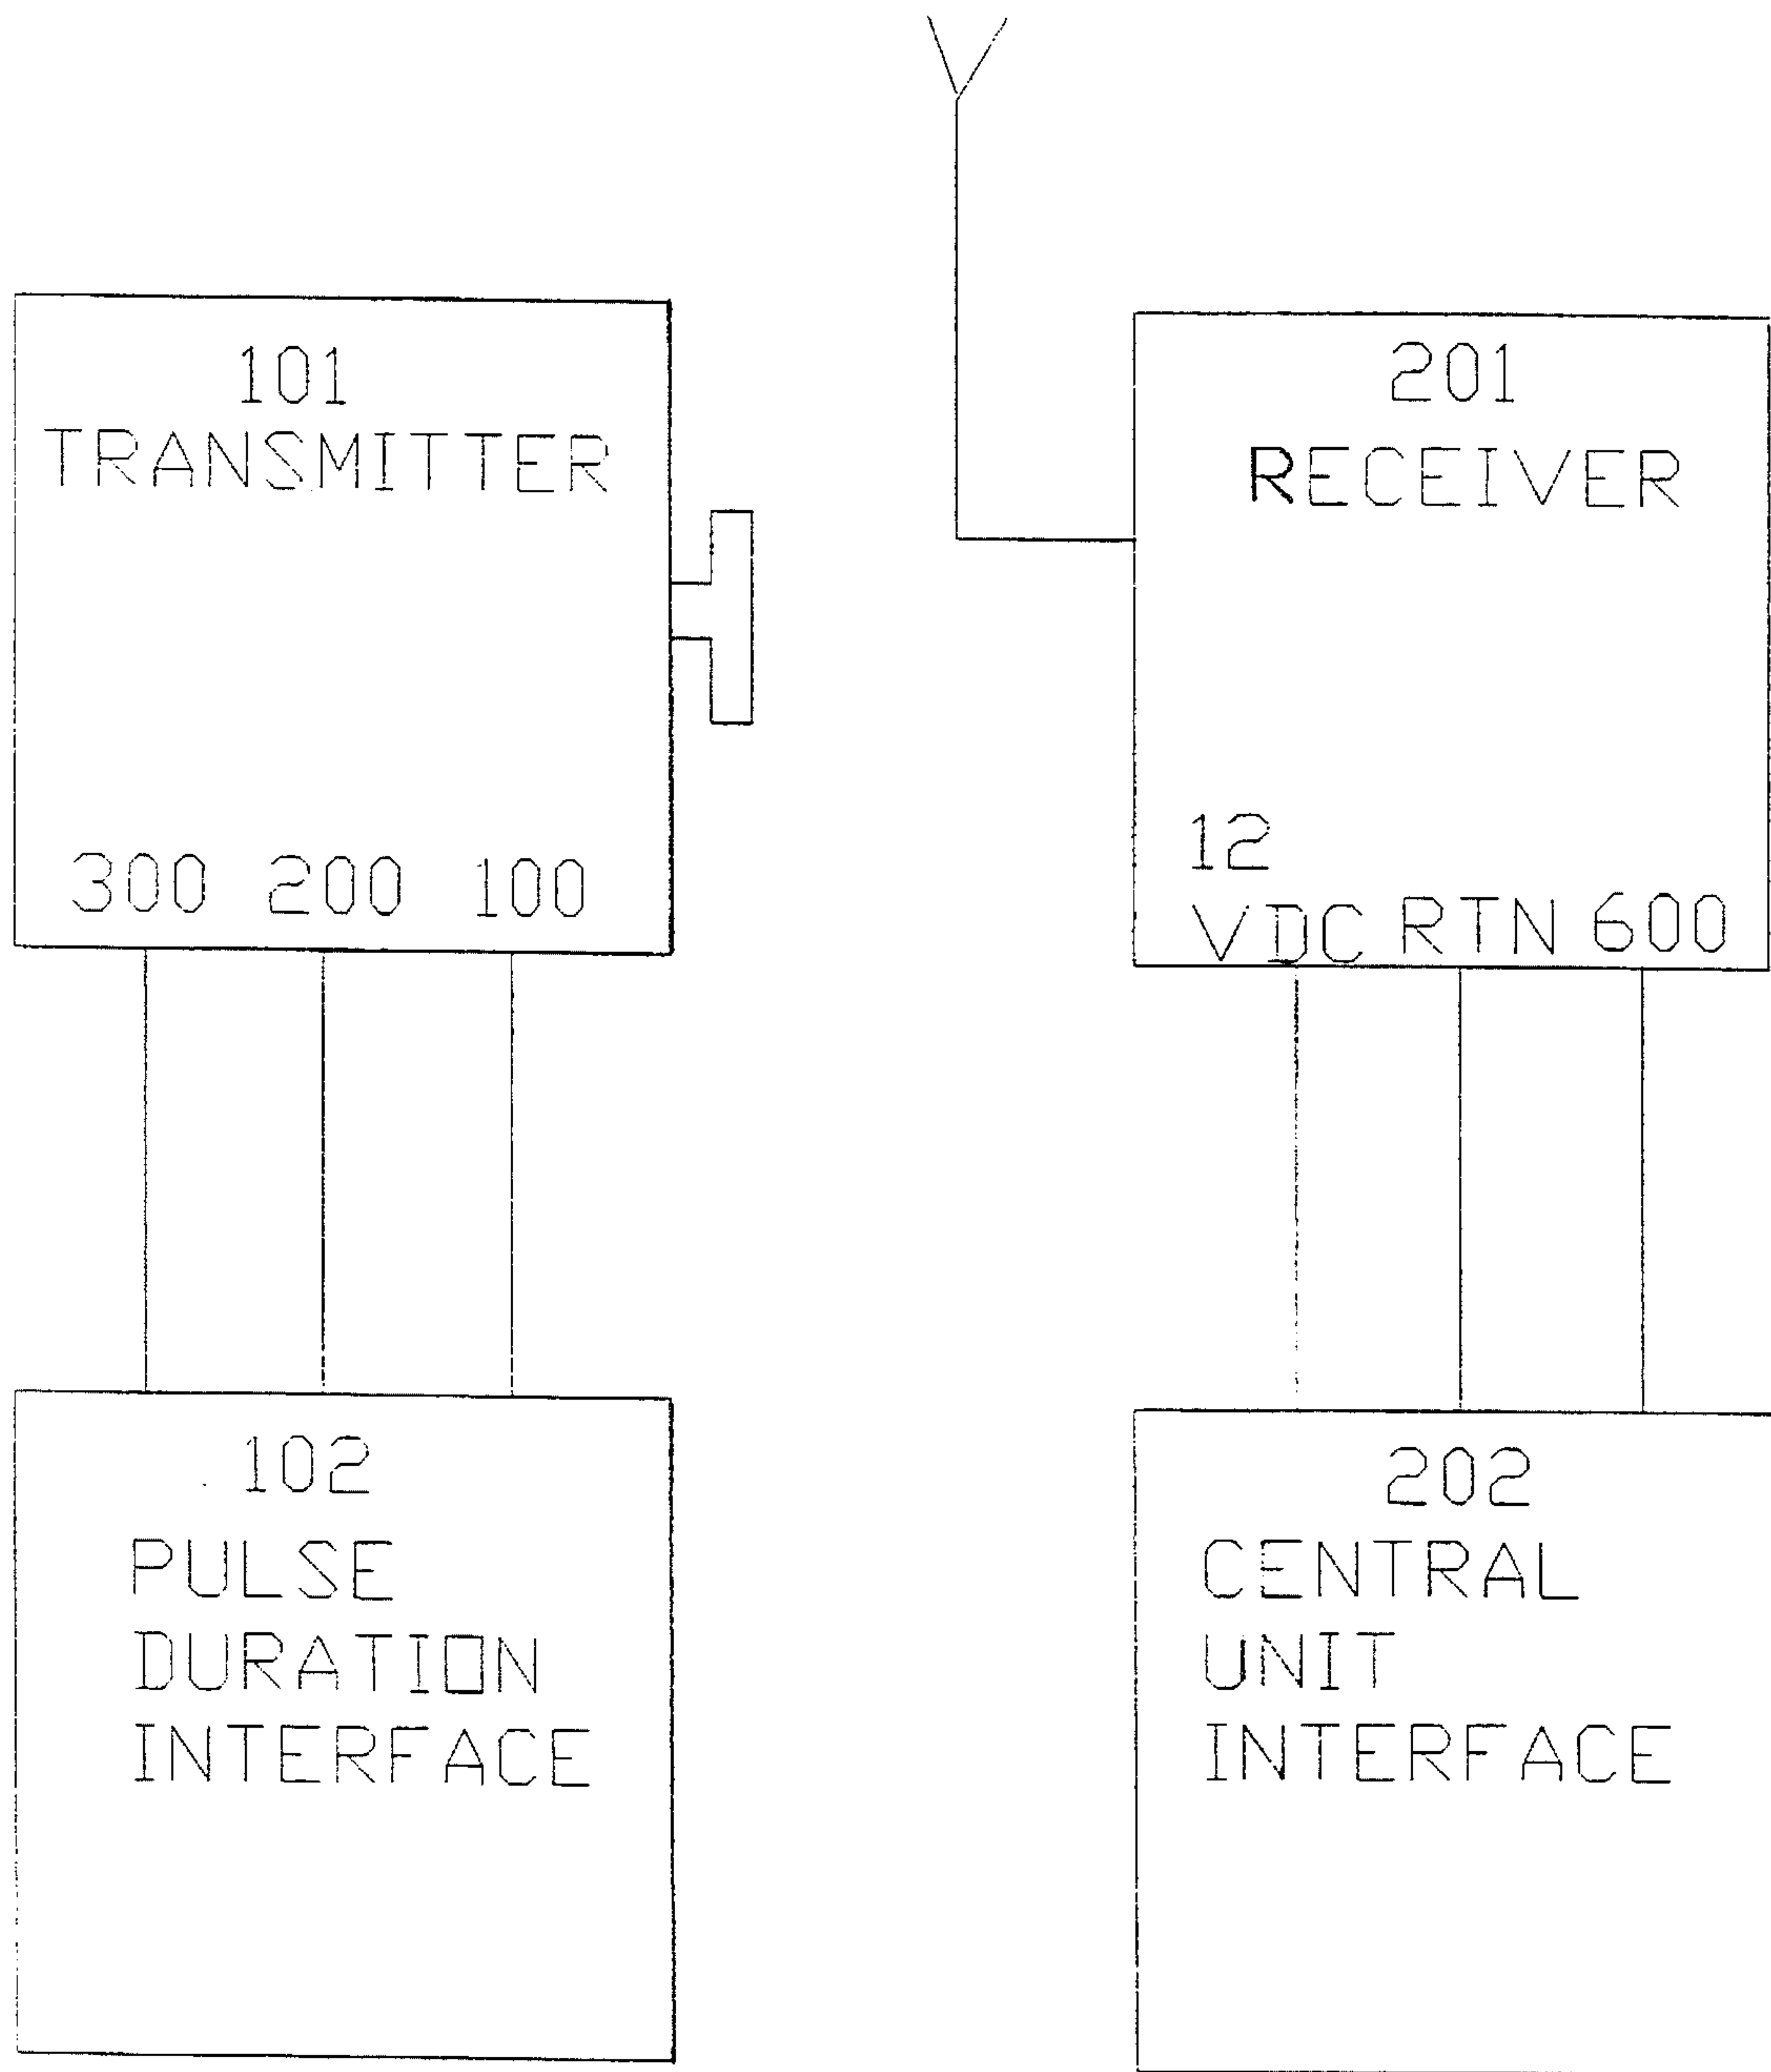 101
TRANSMITTER
300 200 100
102
PULSE
DURATION
INTERFACE
201
RECEIVER
12
VDC RTN 600
202
CENTRAL
UNIT
INTERFACE